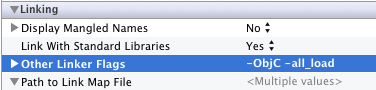 Linking
Display Mangled Names No
Link With Standard Libraries Yes
Other Linker Flags -ObjC -all_load
Path to Link Map File <Multiple values>